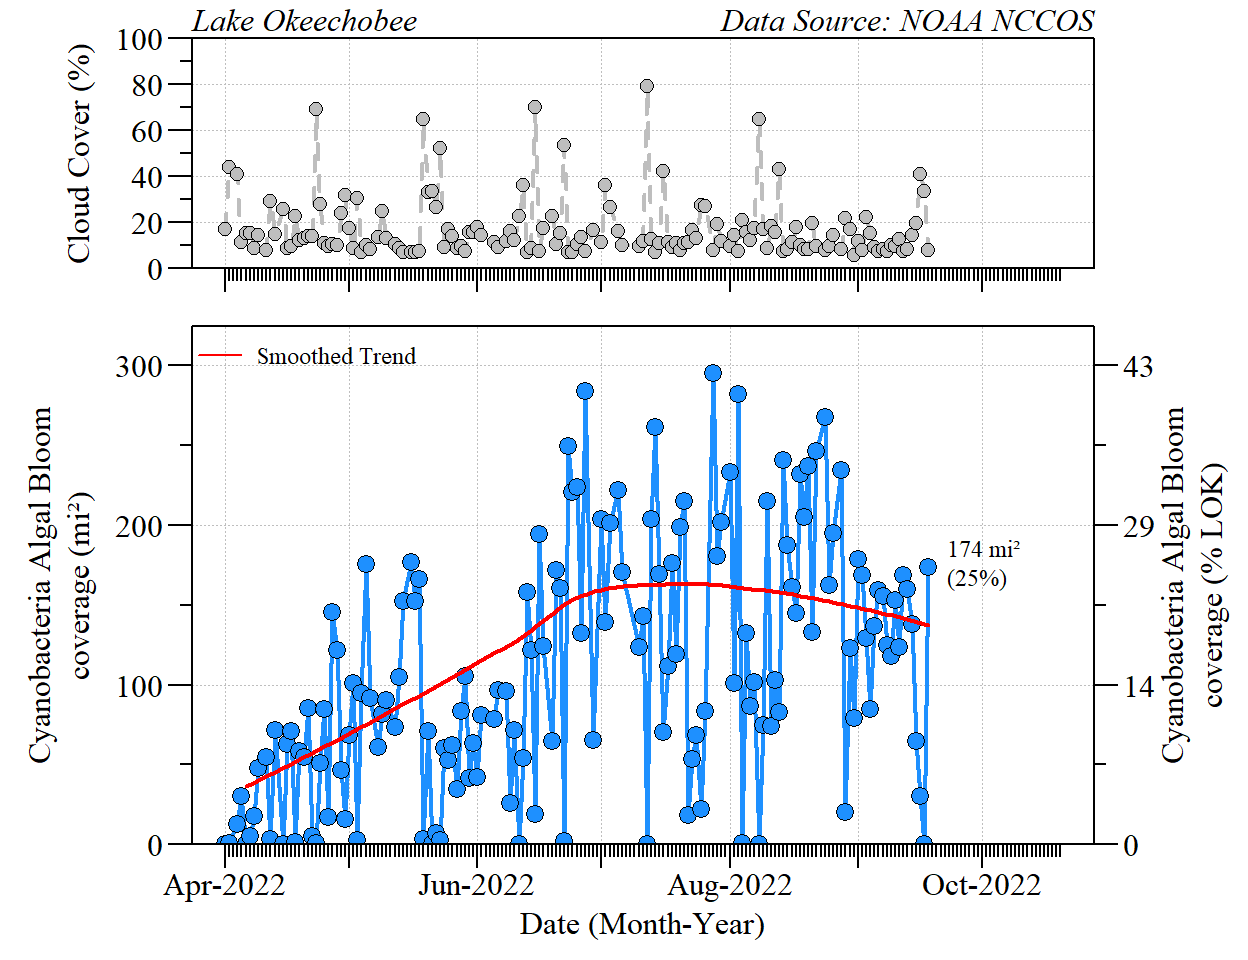 Lake Okeechobee
Data Source: NOAA NCCOS
Cloud Cover (%)
100
80
60
40
20
0
Smoothed Trend
Cyanobacteria Algal Bloom
coverage (mi²)
300
200
100
0
43
29
14
0
Cyanobacteria Algal Bloom
coverage (% LOK)
174 mi²
(25%)
Apr-2022
Jun-2022
Aug-2022
Oct-2022
Date (Month-Year)